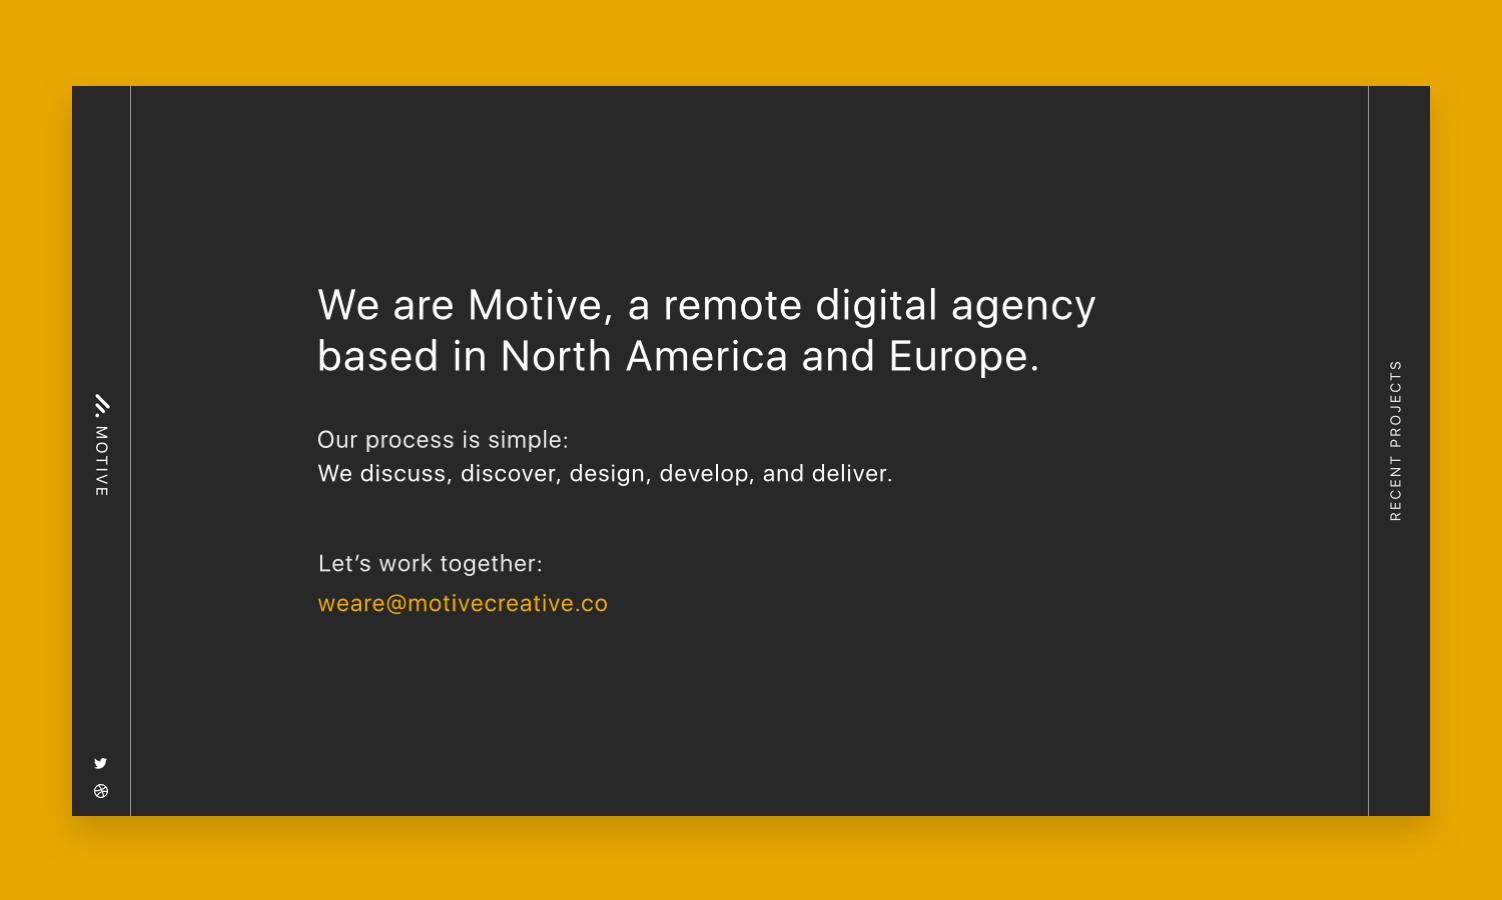 MOTIVE
We are Motive, a remote digital agency
based in North America and Europe.
Our process is simple:
We discuss, discover, design, develop, and deliver.
Let’s work together:
weare@motivecreative.co
RECENT PROJECTS